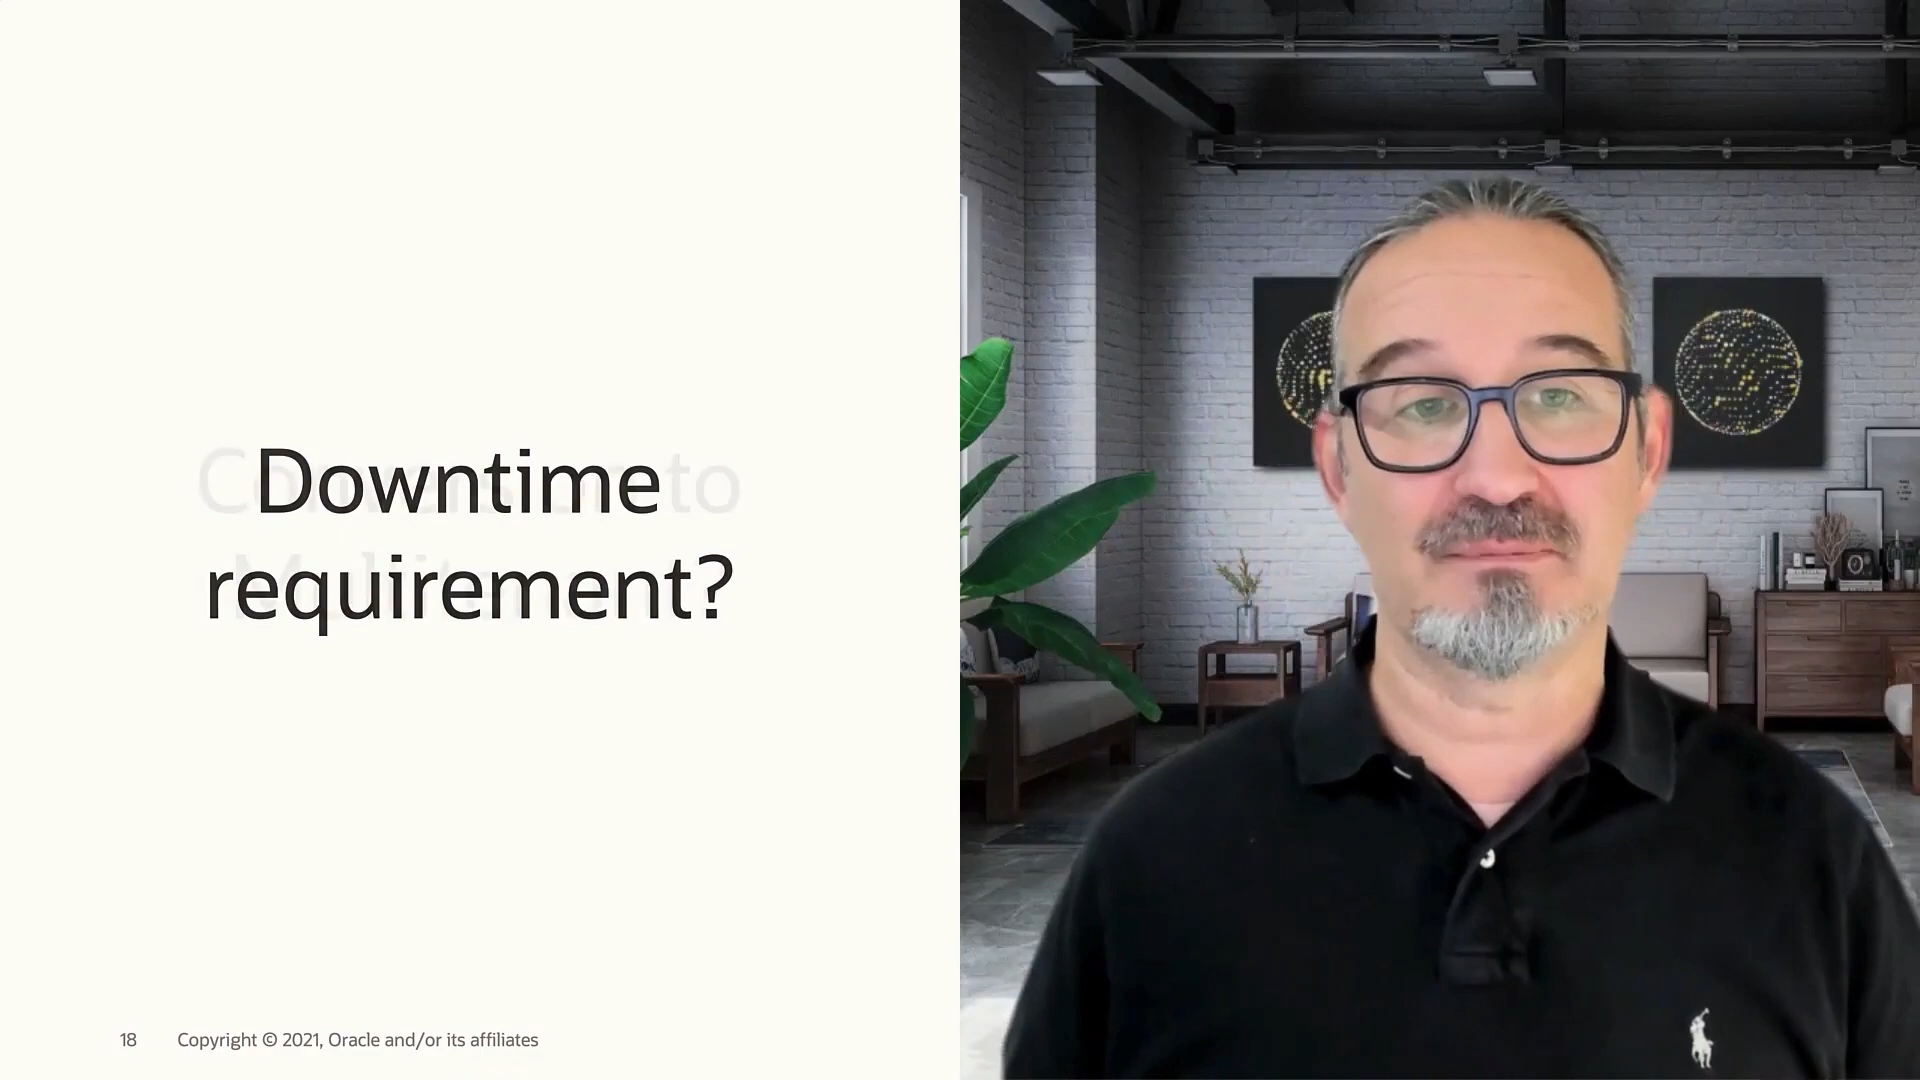 Downtime
requirement?
18 Copyright © 2021, Oracle and/or its affiliates